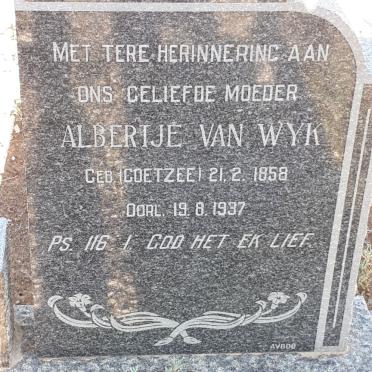 MET TERE HERINNERING AAN
ONS GELIEFDE MOEDER
ALBERTJE VAN WYK
GEB (COETZEE) 21. 2. 1858
OORL. 19. 8. 1937
PS. 116. 1. GOD HET EK LIEF.